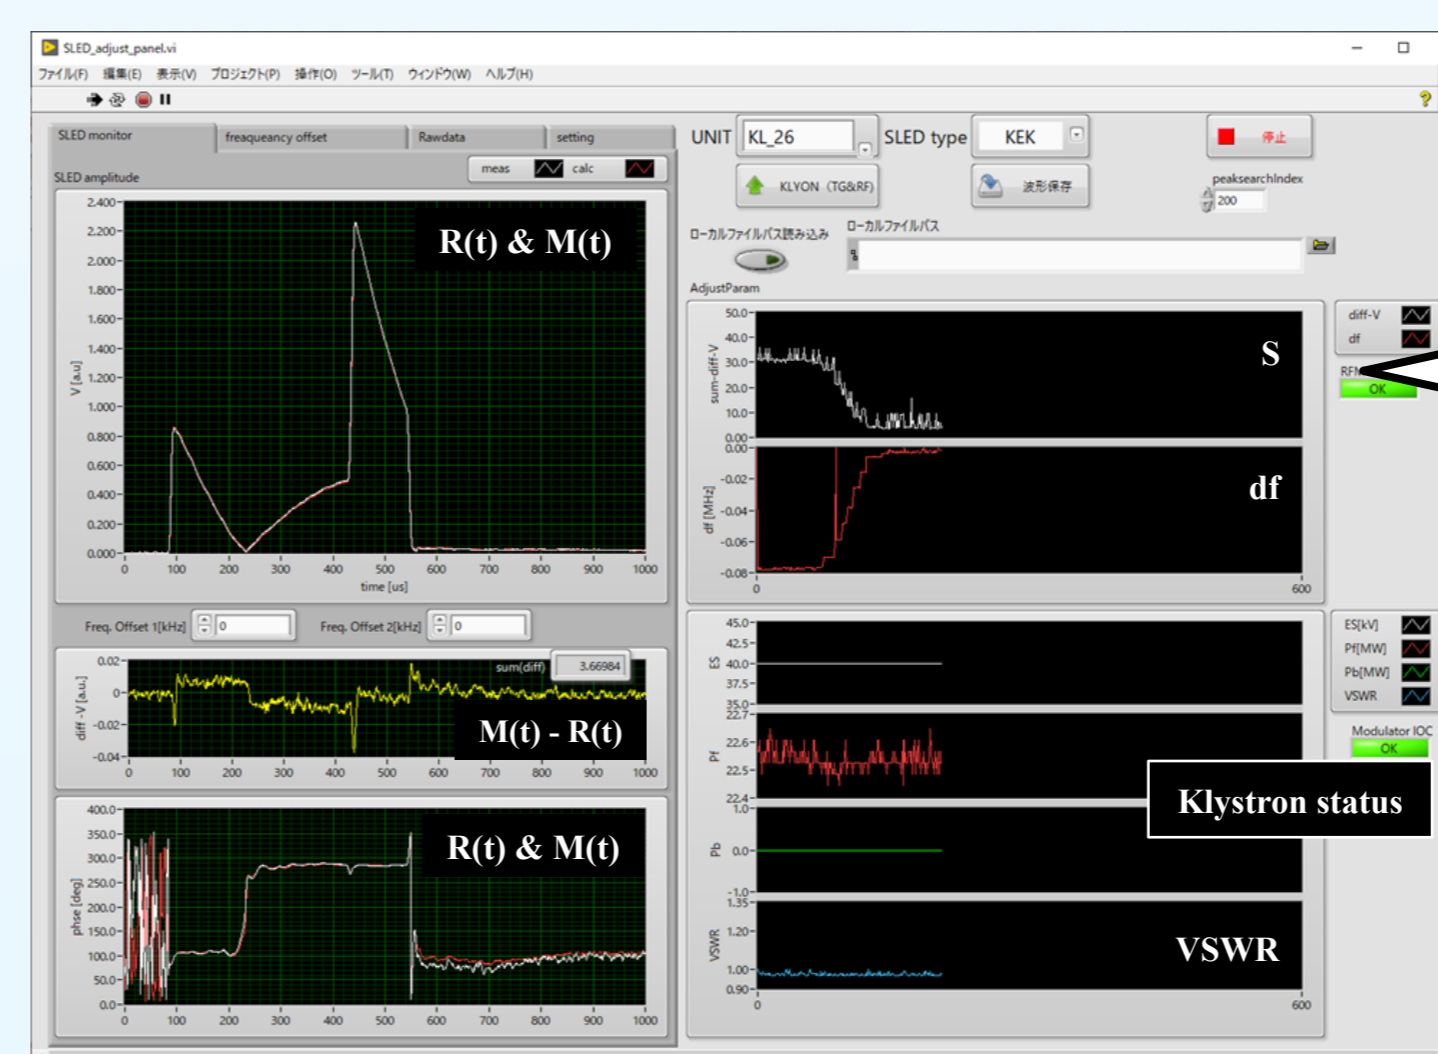 SLED_adjust_panel.vi
ファイル(F) 編集(E) 表示(V) プロジェクト(P) 操作(O) ツール(T) ウィンドウ(W) ヘルプ(H)
SLED monitor freaqueancy offset Rawdata setting
UNIT KL_26 SLED type KEK 停止
meas calc
SLED amplitude
KLYON (TG&RF) 波形保存
peaksearchIndex
200
ローカルファイルパス読み込み ローカルファイルパス
R(t) & M(t)
2.400
2.200
2.000
1.800
1.600
1.400
1.200
1.000
0.800
0.600
0.400
0.200
0.000
V [a.u]
0 100 200 300 400 500 600 700 800 900 1000
time [us]
AdjustParam
50.0
40.0
30.0
20.0
10.0
0.00
sum-diff-V
S
diff-V
df
OK
0.00
-0.02
-0.04
-0.06
-0.08
df [MHz]
df
0 600
Freq. Offset 1[kHz] 0 Freq. Offset 2[kHz] 0
sum(diff) 3.66984
0.02
0
-0.02
-0.04
diff -V [a.u.]
M(t) - R(t)
0 100 200 300 400 500 600 700 800 900 1000
400.0
350.0
300.0
250.0
200.0
150.0
100.0
50.0
0.0
phse [deg]
R(t) & M(t)
0 100 200 300 400 500 600 700 800 900 1000
45.0
42.5
40.0
37.5
35.0
ES
ES[kV]
Pf[MW]
Pb[MW]
VSWR
Modulator IOC
OK
22.7
22.6
22.5
22.4
Pf
Klystron status
1.0
0.0
-1.0
Pb
1.35
1.20
1.00
0.90
VSWR
VSWR
0 600